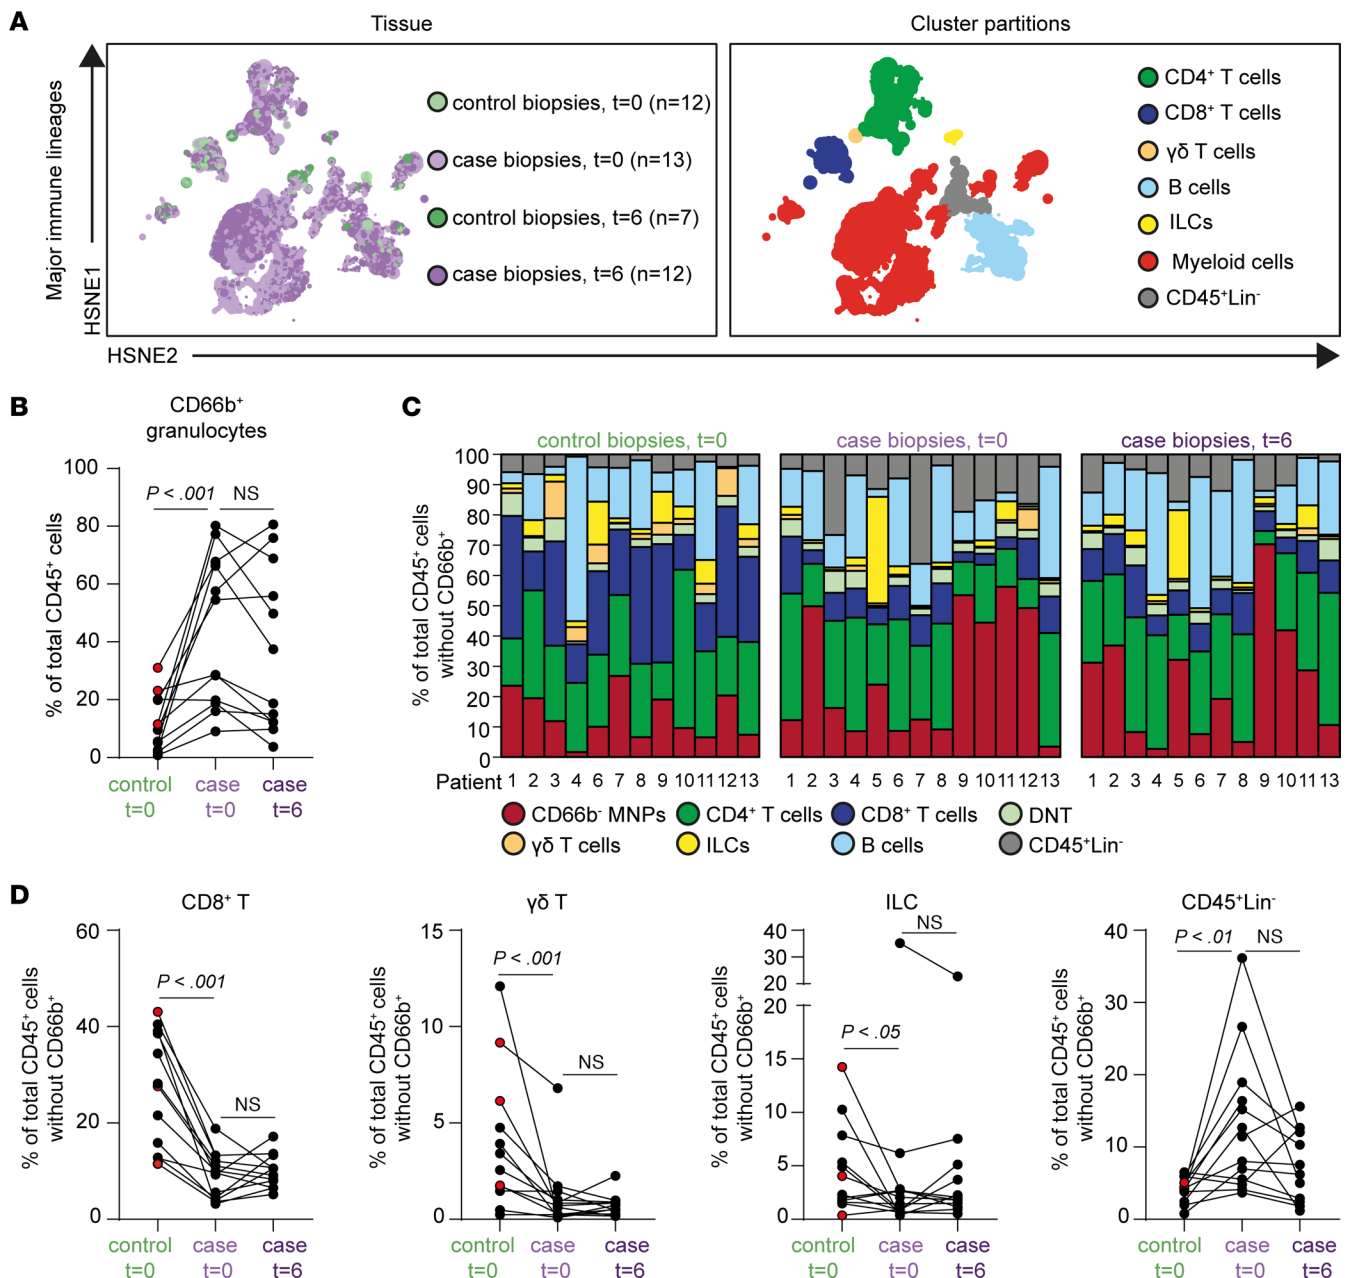 A
Tissue
Cluster partitions
Major immune lineages
HSNE1
HSNE2
control biopsies, t=0 (n=12)
case biopsies, t=0 (n=13)
control biopsies, t=6 (n=7)
case biopsies, t=6 (n=12)
CD4⁺ T cells
CD8⁺ T cells
γδ T cells
B cells
ILCs
Myeloid cells
CD45⁺Lin⁻
B
CD66b⁺
granulocytes
% of total CD45⁺ cells
100
80
60
40
20
0
P < .001
NS
control
t=0
case
t=0
case
t=6
C
control biopsies, t=0
case biopsies, t=0
case biopsies, t=6
% of total CD45⁺ cells
without CD66b⁺
100
90
80
70
60
50
40
30
20
10
0
Patient 1 2 3 4 6 7 8 9 10 11 12 13
1 2 3 4 5 6 7 8 9 10 11 12 13
1 2 3 4 5 6 7 8 9 10 11 13
CD66b⁻ MNPs
CD4⁺ T cells
CD8⁺ T cells
DNT
γδ T cells
ILCs
B cells
CD45⁺Lin⁻
D
CD8⁺ T
% of total CD45⁺ cells
without CD66b⁺
60
40
20
0
P < .001
NS
control
t=0
case
t=0
case
t=6
γδ T
% of total CD45⁺ cells
without CD66b⁺
15
10
5
0
P < .001
NS
control
t=0
case
t=0
case
t=6
ILC
% of total CD45⁺ cells
without CD66b⁺
40
30
20
20
15
10
5
0
P < .05
NS
control
t=0
case
t=0
case
t=6
CD45⁺Lin⁻
% of total CD45⁺ cells
without CD66b⁺
40
30
20
10
0
P < .01
NS
control
t=0
case
t=0
case
t=6